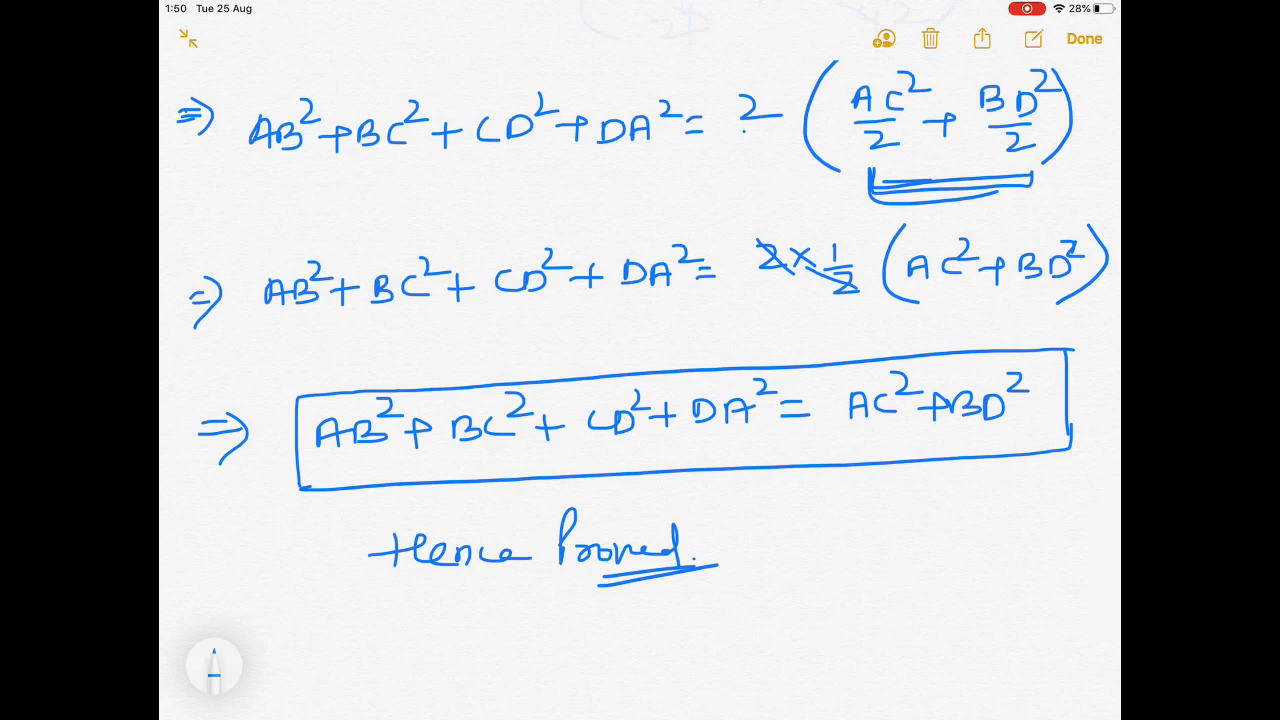 1:50 Tue 25 Aug 28%
Done
⇒ AB² + BC² + CD² + DA² = 2 (AC²/2 + BD²/2)
⇒ AB² + BC² + CD² + DA² = 2 × 1/2 (AC² + BD²)
⇒ AB² + BC² + CD² + DA² = AC² + BD²
Hence Proved.